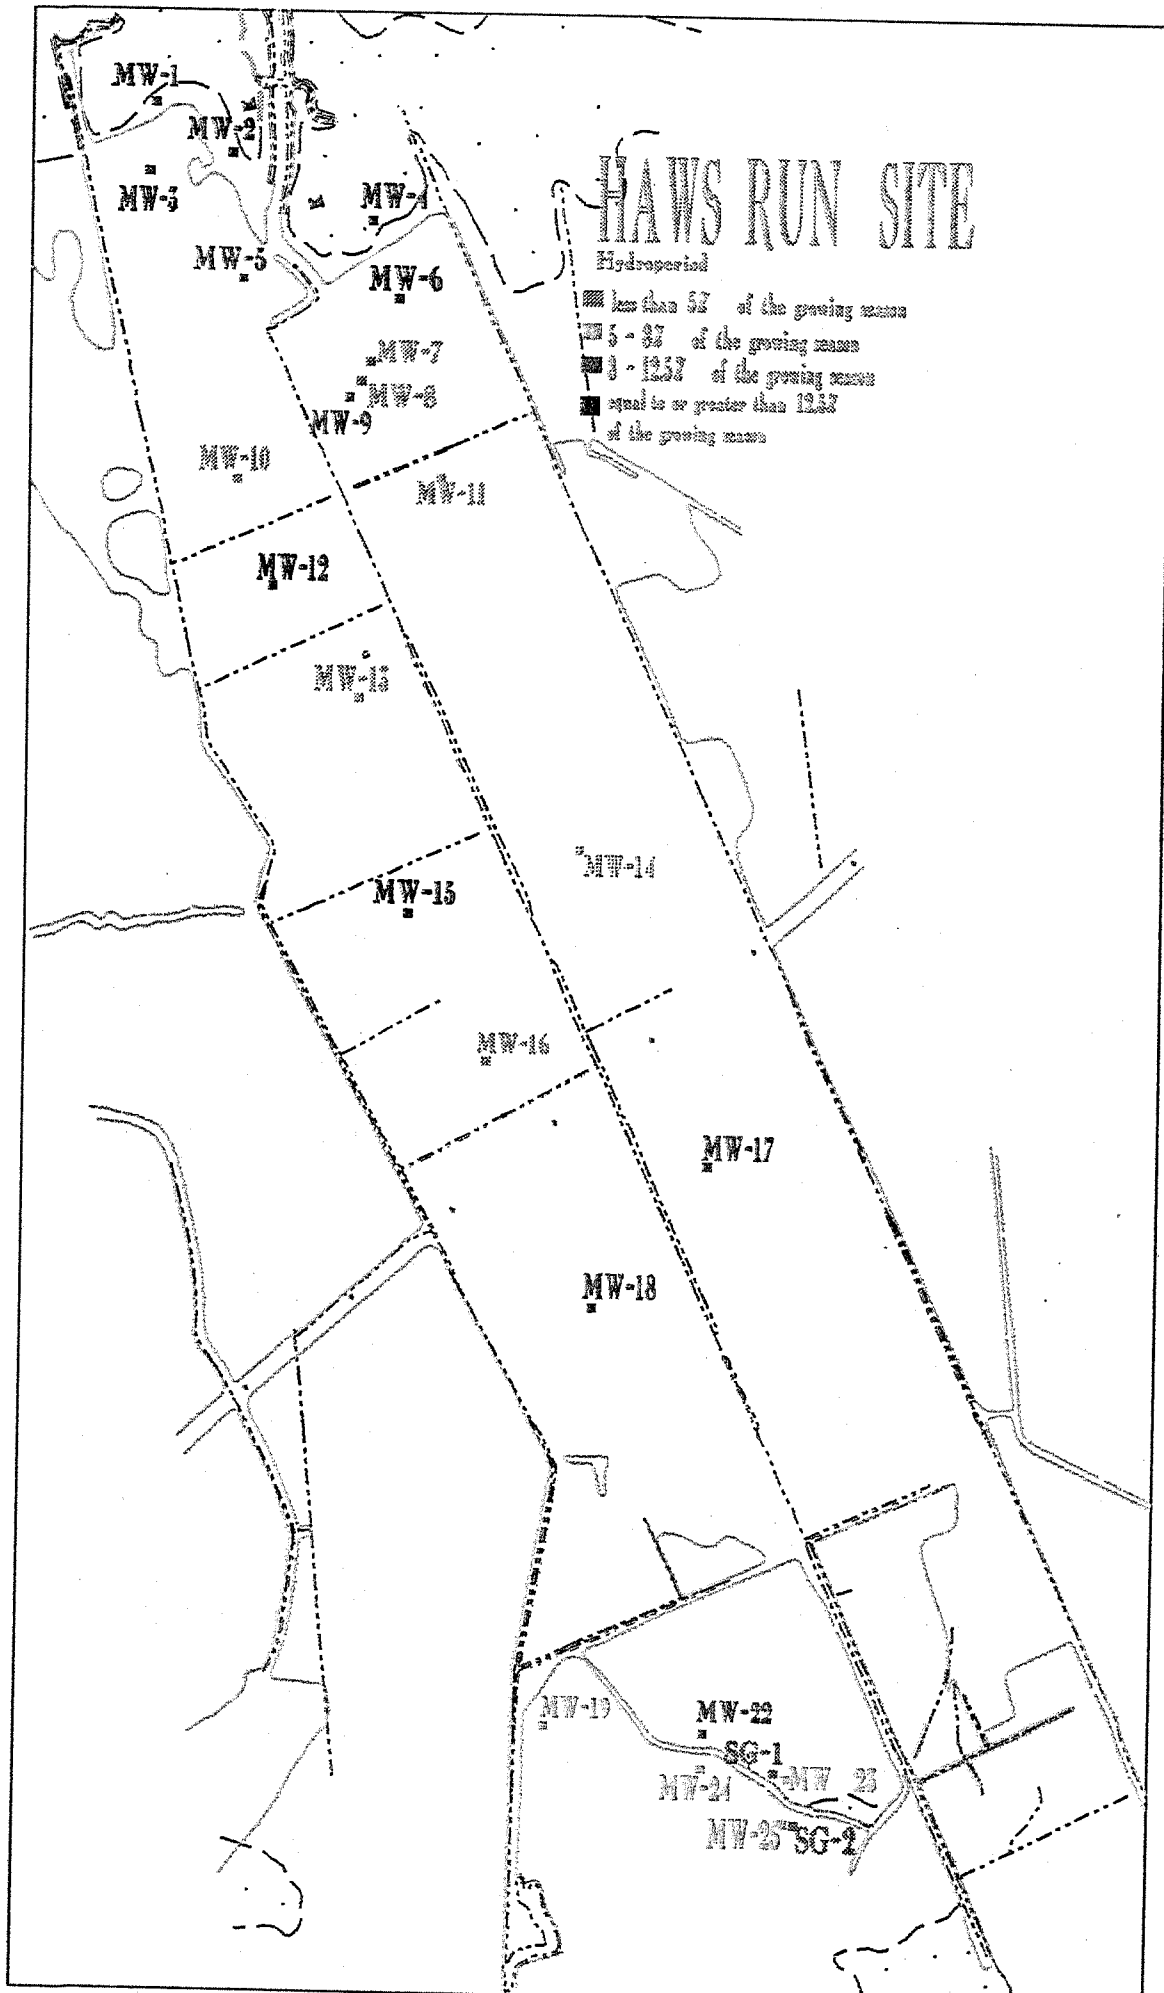 MW-1
MW-2
MW-3
MW-4
HAWS RUN SITE
MW-5
Hydroperiod
MW-6
less than 5% of the growing season
5 - 8% of the growing season
MW-7
8 - 12.5% of the growing season
MW-8
equal to or greater than 12.5%
MW-9
of the growing season
MW-10
MW-11
MW-12
MW-13
MW-14
MW-15
MW-16
MW-17
MW-18
MW-19
MW-22
SG-1
MW-24
MW 23
MW-25 SG-2